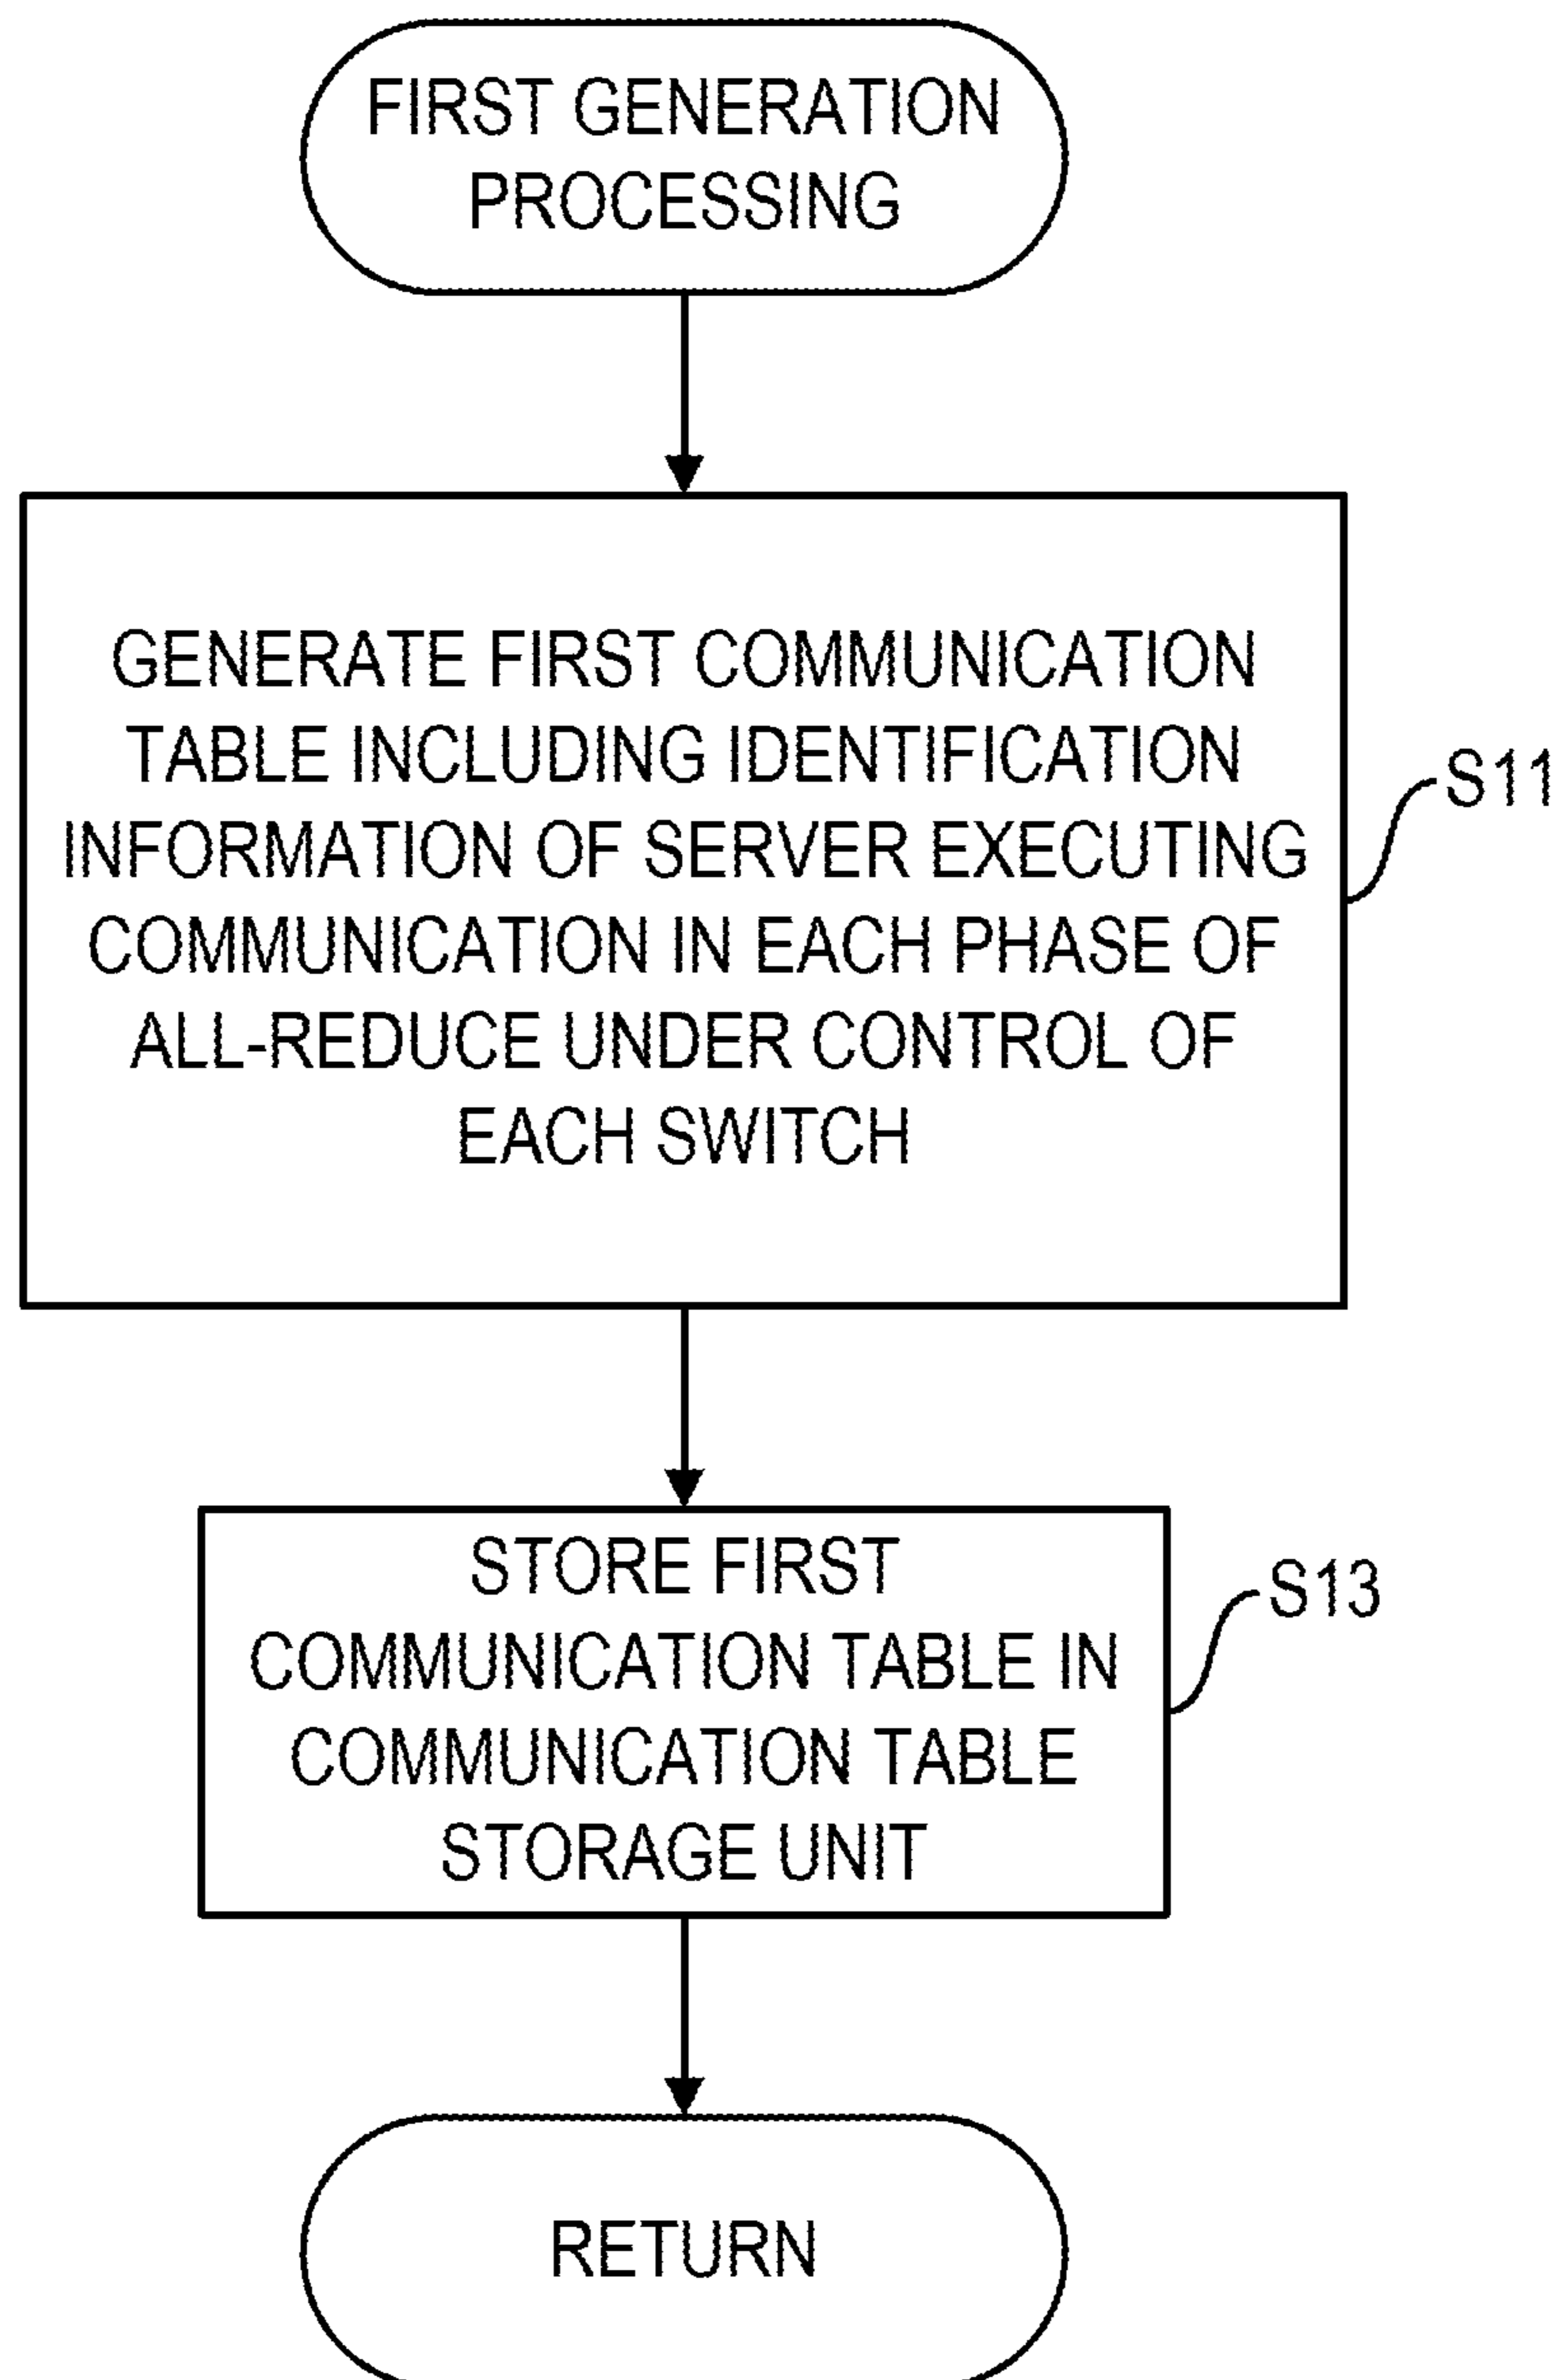 FIRST GENERATION
PROCESSING
GENERATE FIRST COMMUNICATION
TABLE INCLUDING IDENTIFICATION
INFORMATION OF SERVER EXECUTING
COMMUNICATION IN EACH PHASE OF
ALL-REDUCE UNDER CONTROL OF
EACH SWITCH
S11
STORE FIRST
COMMUNICATION TABLE IN
COMMUNICATION TABLE
STORAGE UNIT
S13
RETURN